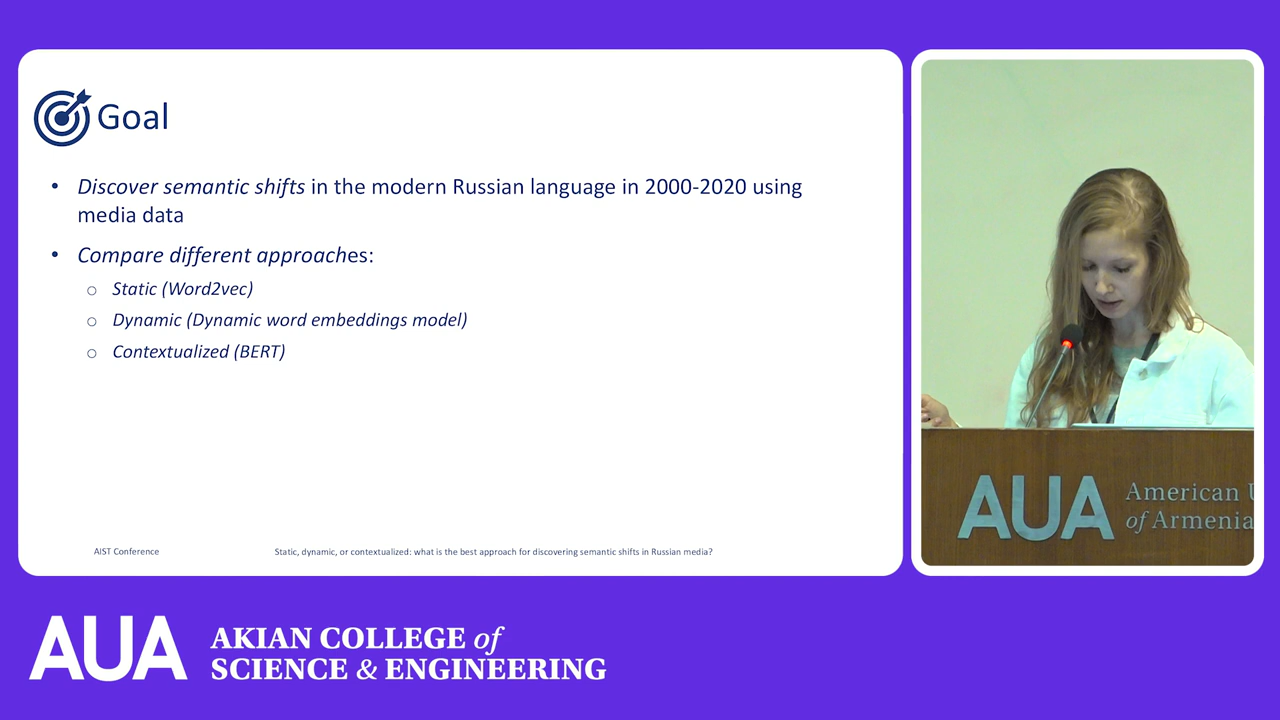 Goal
• Discover semantic shifts in the modern Russian language in 2000-2020 using
media data
• Compare different approaches:
o Static (Word2vec)
o Dynamic (Dynamic word embeddings model)
o Contextualized (BERT)
AIST Conference
Static, dynamic, or contextualized: what is the best approach for discovering semantic shifts in Russian media?
AUA
American U
of Armenia
AUA
AKIAN COLLEGE of
SCIENCE & ENGINEERING